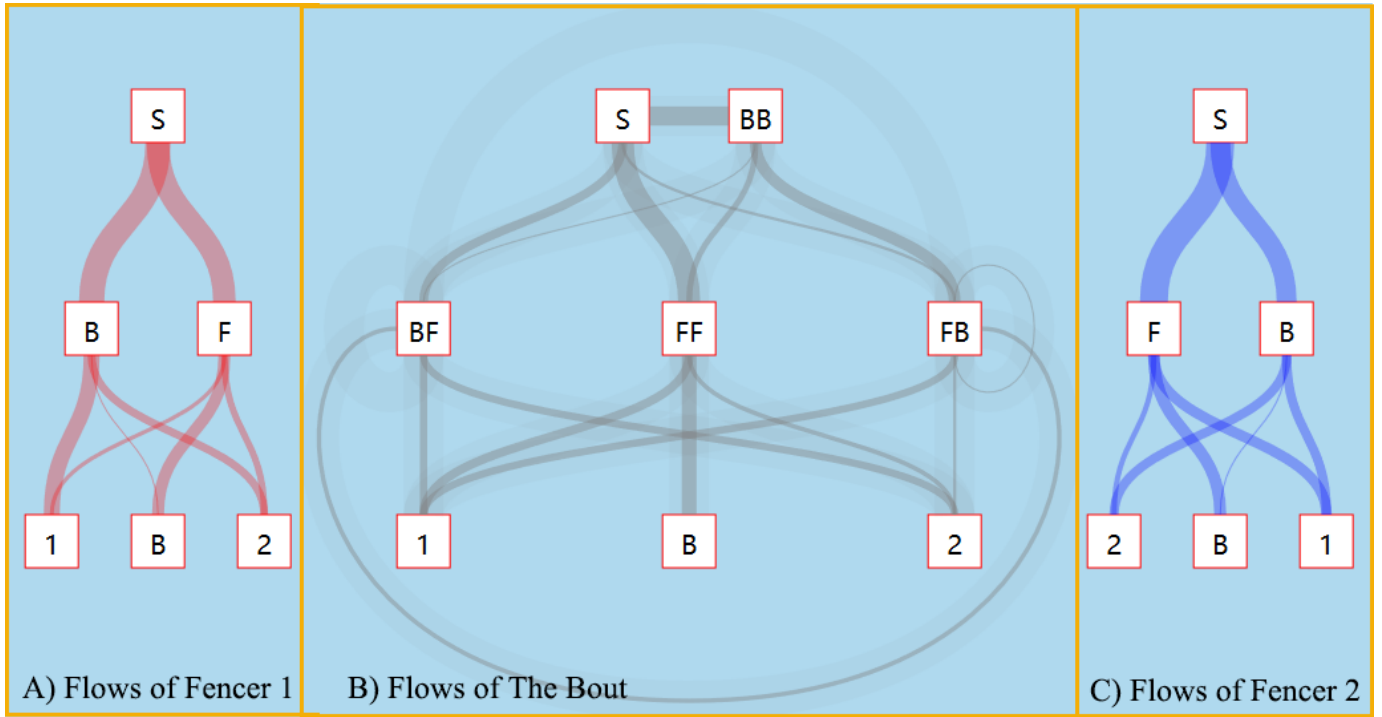 S
B F
1 B 2
A) Flows of Fencer 1
S BB
BF FF FB
1 B 2
B) Flows of The Bout
S
F B
2 B 1
C) Flows of Fencer 2